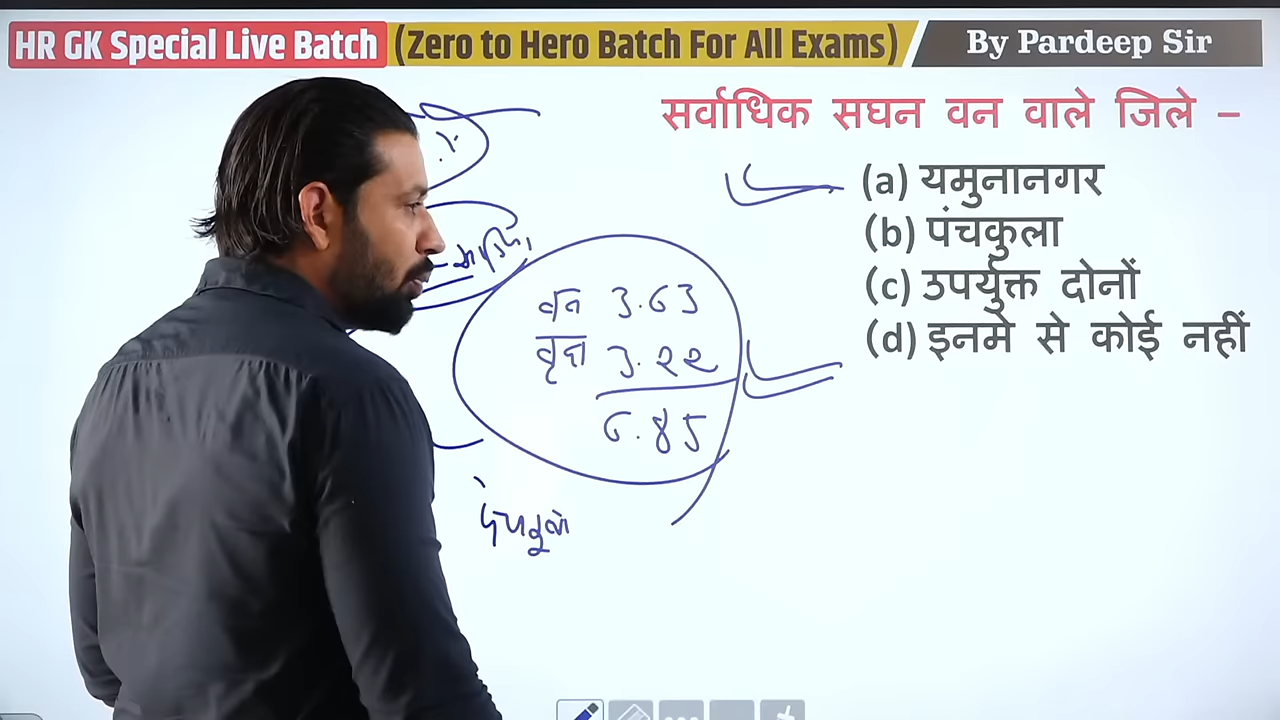 HR GK Special Live Batch (Zero to Hero Batch For All Exams) By Pardeep Sir
सर्वाधिक सघन वन वाले जिले –
(a) यमुनानगर
(b) पंचकुला
(c) उपर्युक्त दोनों
(d) इनमे से कोई नहीं
वन 3.63
वृक्ष 3.22
6.85